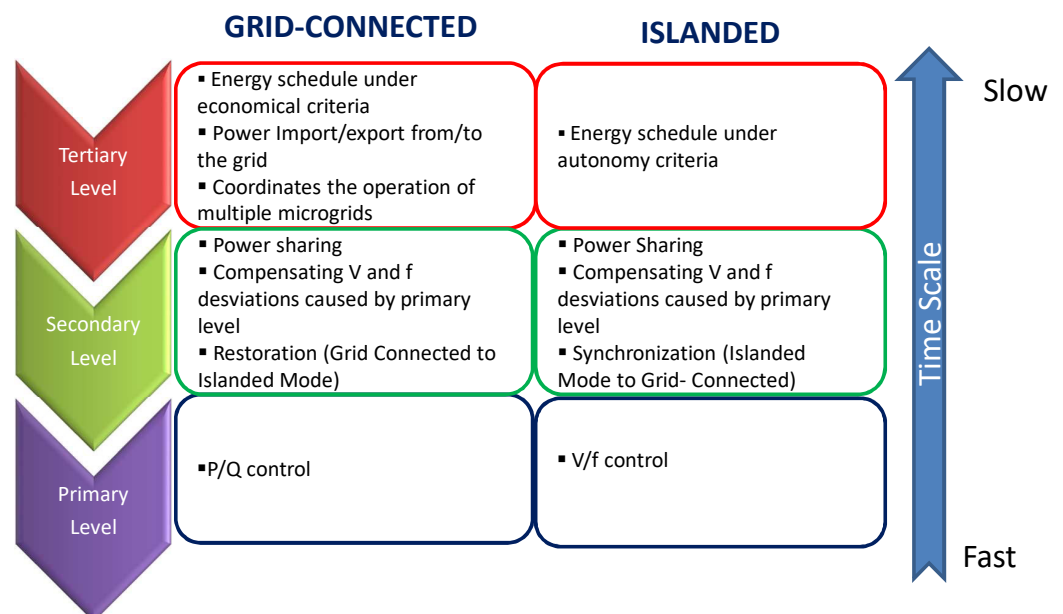 GRID-CONNECTED
ISLANDED
Tertiary
Level
▪ Energy schedule under
economical criteria
▪ Power Import/export from/to
the grid
▪ Coordinates the operation of
multiple microgrids
▪ Energy schedule under
autonomy criteria
Secondary
Level
▪ Power sharing
▪ Compensating V and f
desviations caused by primary
level
▪ Restoration (Grid Connected to
Islanded Mode)
▪ Power Sharing
▪ Compensating V and f
desviations caused by primary
level
▪ Synchronization (Islanded
Mode to Grid- Connected)
Primary
Level
▪P/Q control
▪ V/f control
Slow
Time Scale
Fast